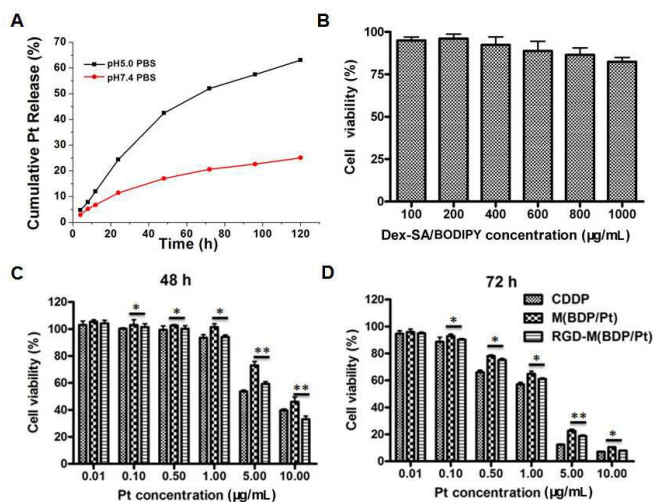 A
Cumulative Pt Release (%)
70
60
50
40
30
20
10
0
pH5.0 PBS
pH7.4 PBS
0 20 40 60 80 100 120
Time (h)
B
Cell viability (%)
100
75
50
25
0
100 200 400 600 800 1000
Dex-SA/BODIPY concentration (µg/mL)
C
48 h
Cell viability (%)
120
100
80
60
40
20
0
* * * ** **
0.01 0.10 0.50 1.00 5.00 10.00
Pt concentration (µg/mL)
D
72 h
CDDP
M(BDP/Pt)
RGD-M(BDP/Pt)
Cell viability (%)
120
100
80
60
40
20
0
* * * ** *
0.01 0.10 0.50 1.00 5.00 10.00
Pt concentration (µg/mL)